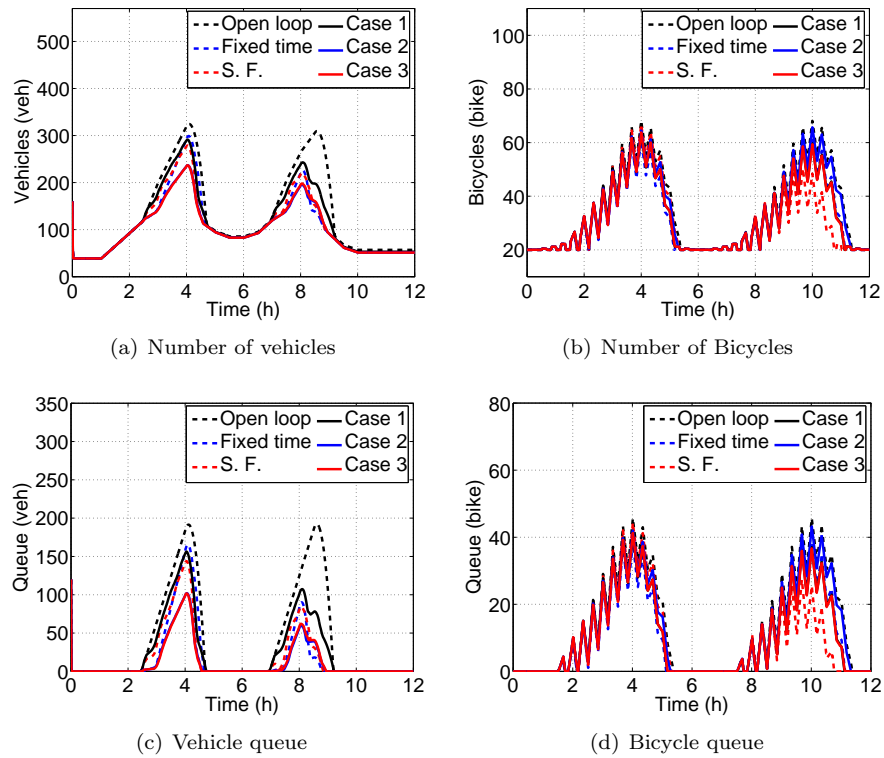 Vehicles (veh)
500
400
300
200
100
0
Open loop
Fixed time
S. F.
Case 1
Case 2
Case 3
0 2 4 6 8 10 12
Time (h)
(a) Number of vehicles
Bicycles (bike)
100
80
60
40
20
Open loop
Fixed time
S. F.
Case 1
Case 2
Case 3
0 2 4 6 8 10 12
Time (h)
(b) Number of Bicycles
Queue (veh)
350
300
250
200
150
100
50
0
Open loop
Fixed time
S. F.
Case 1
Case 2
Case 3
0 2 4 6 8 10 12
Time (h)
(c) Vehicle queue
Queue (bike)
80
60
40
20
0
Open loop
Fixed time
S. F.
Case 1
Case 2
Case 3
0 2 4 6 8 10 12
Time (h)
(d) Bicycle queue